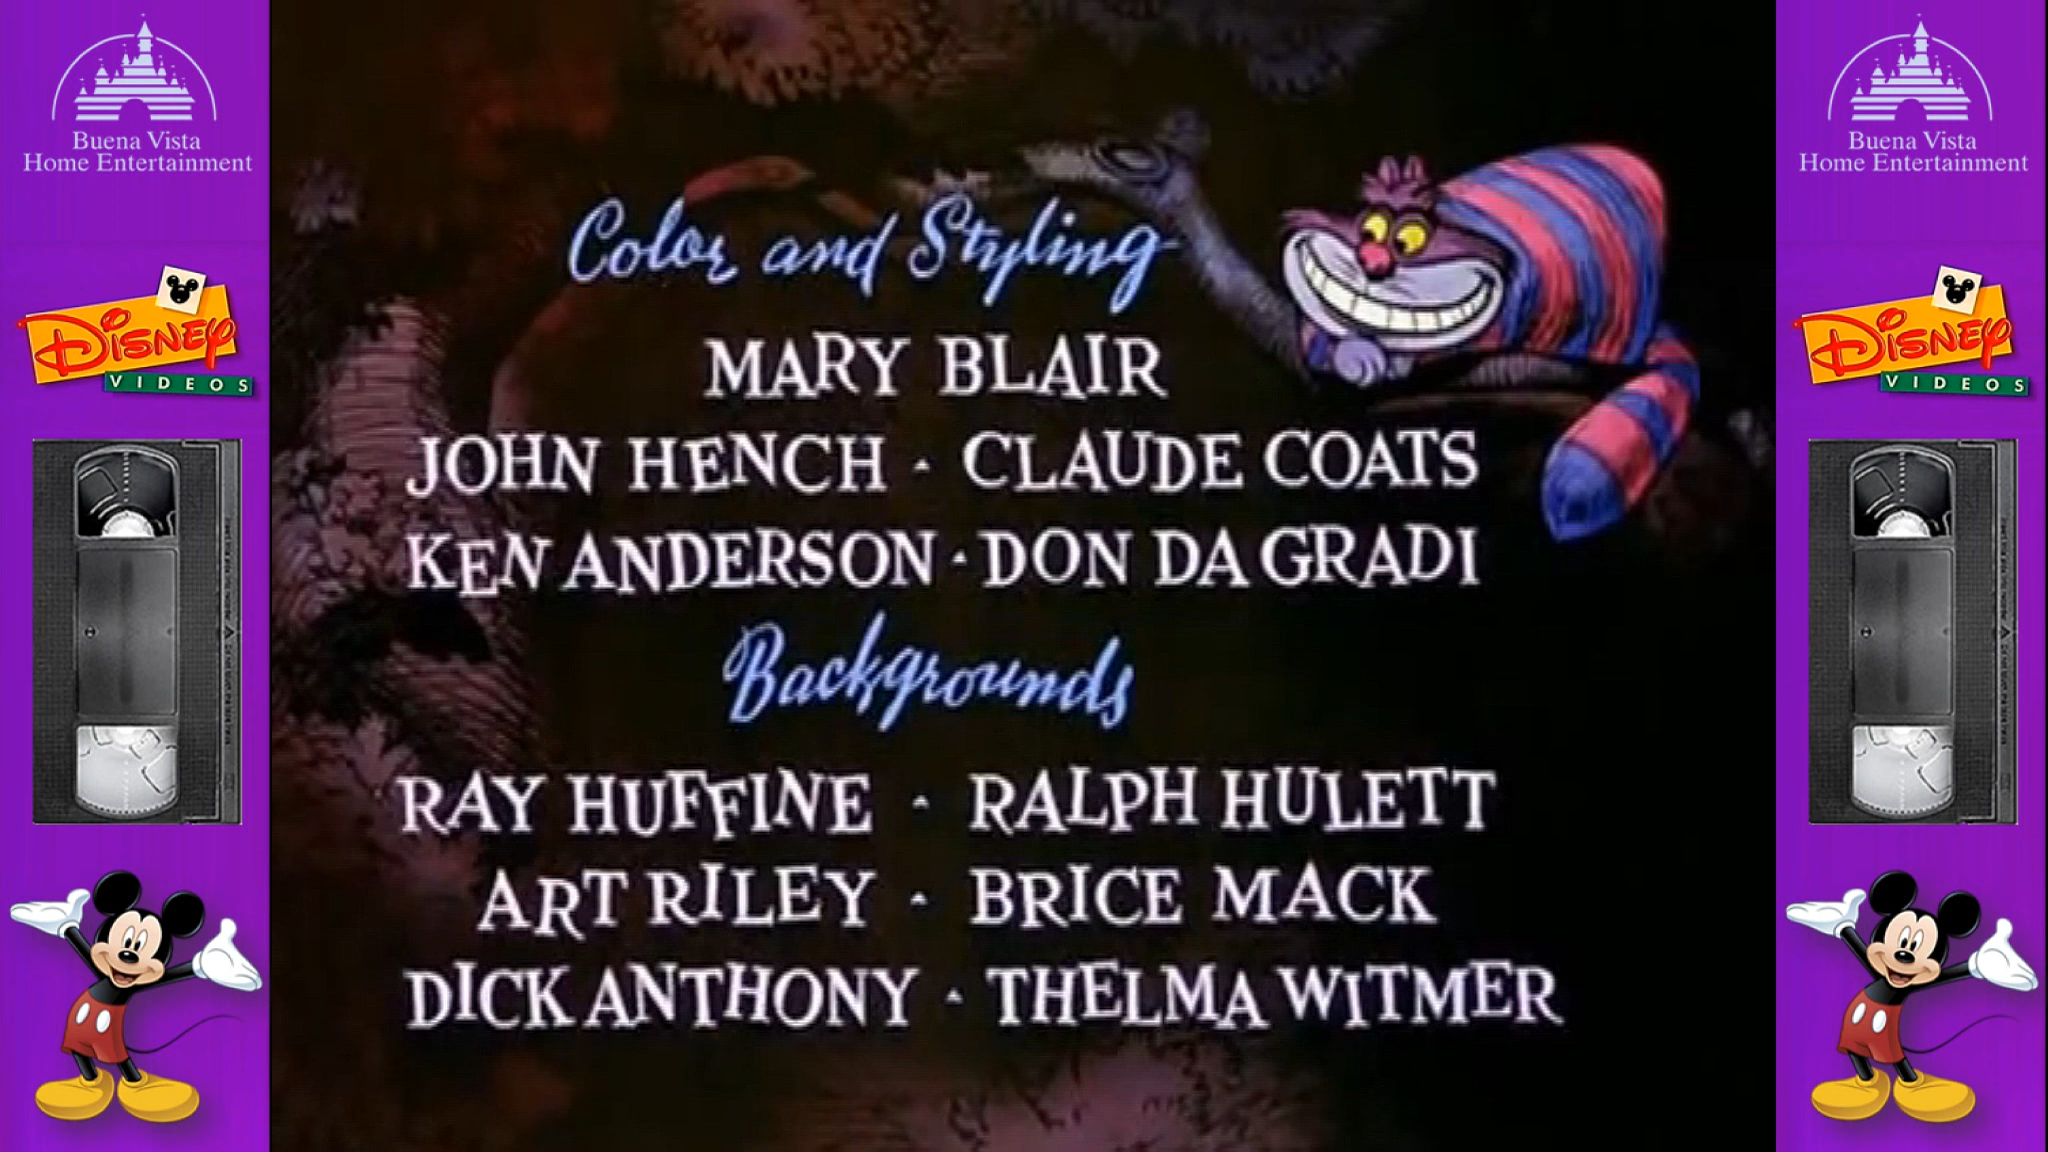 Buena Vista
Home Entertainment
DISNEY
VIDEOS
Color and Styling
MARY BLAIR
JOHN HENCH · CLAUDE COATS
KEN ANDERSON · DON DA GRADI
Backgrounds
RAY HUFFINE · RALPH HULETT
ART RILEY · BRICE MACK
DICK ANTHONY · THELMA WITMER
Buena Vista
Home Entertainment
DISNEY
VIDEOS